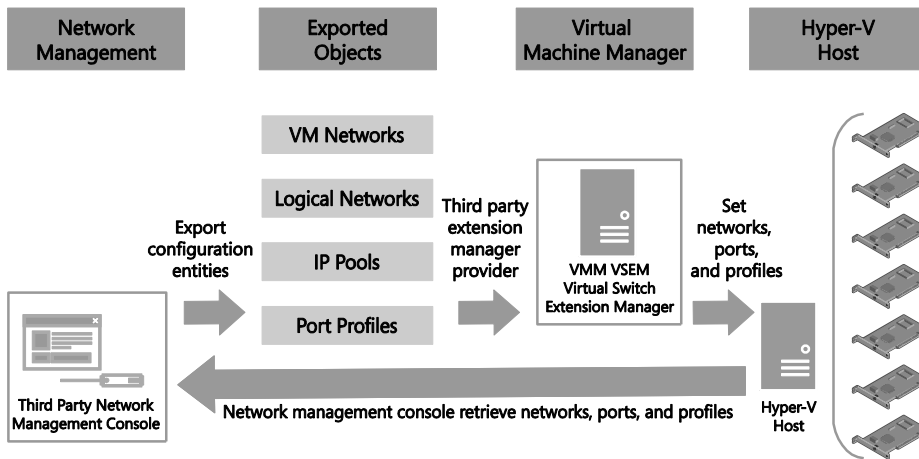 Network
Management
Exported
Objects
Virtual
Machine Manager
Hyper-V
Host
VM Networks
Logical Networks
IP Pools
Port Profiles
Export
configuration
entities
Third party
extension
manager
provider
VMM VSEM
Virtual Switch
Extension Manager
Set
networks,
ports,
and profiles
Third Party Network
Management Console
Network management console retrieve networks, ports, and profiles
Hyper-V
Host